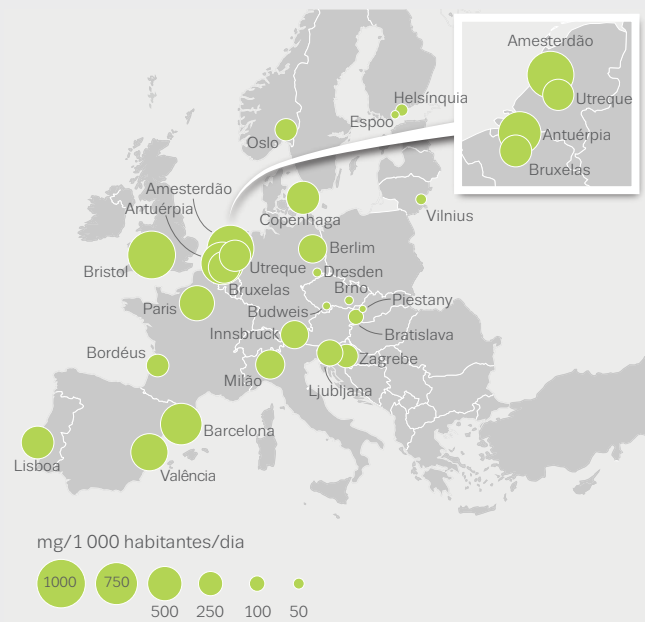 Amesterdão
Utreque
Antuérpia
Bruxelas
Helsínquia
Espoo
Oslo
Amesterdão
Antuérpia
Copenhaga
Vilnius
Berlim
Bristol
Utreque
Dresden
Bruxelas
Brno
Paris
Piestany
Budweis
Innsbruck
Bratislava
Bordéus
Zagrebe
Milão
Ljubljana
Barcelona
Lisboa
Valência
mg/1 000 habitantes/dia
1000 750
500 250 100 50